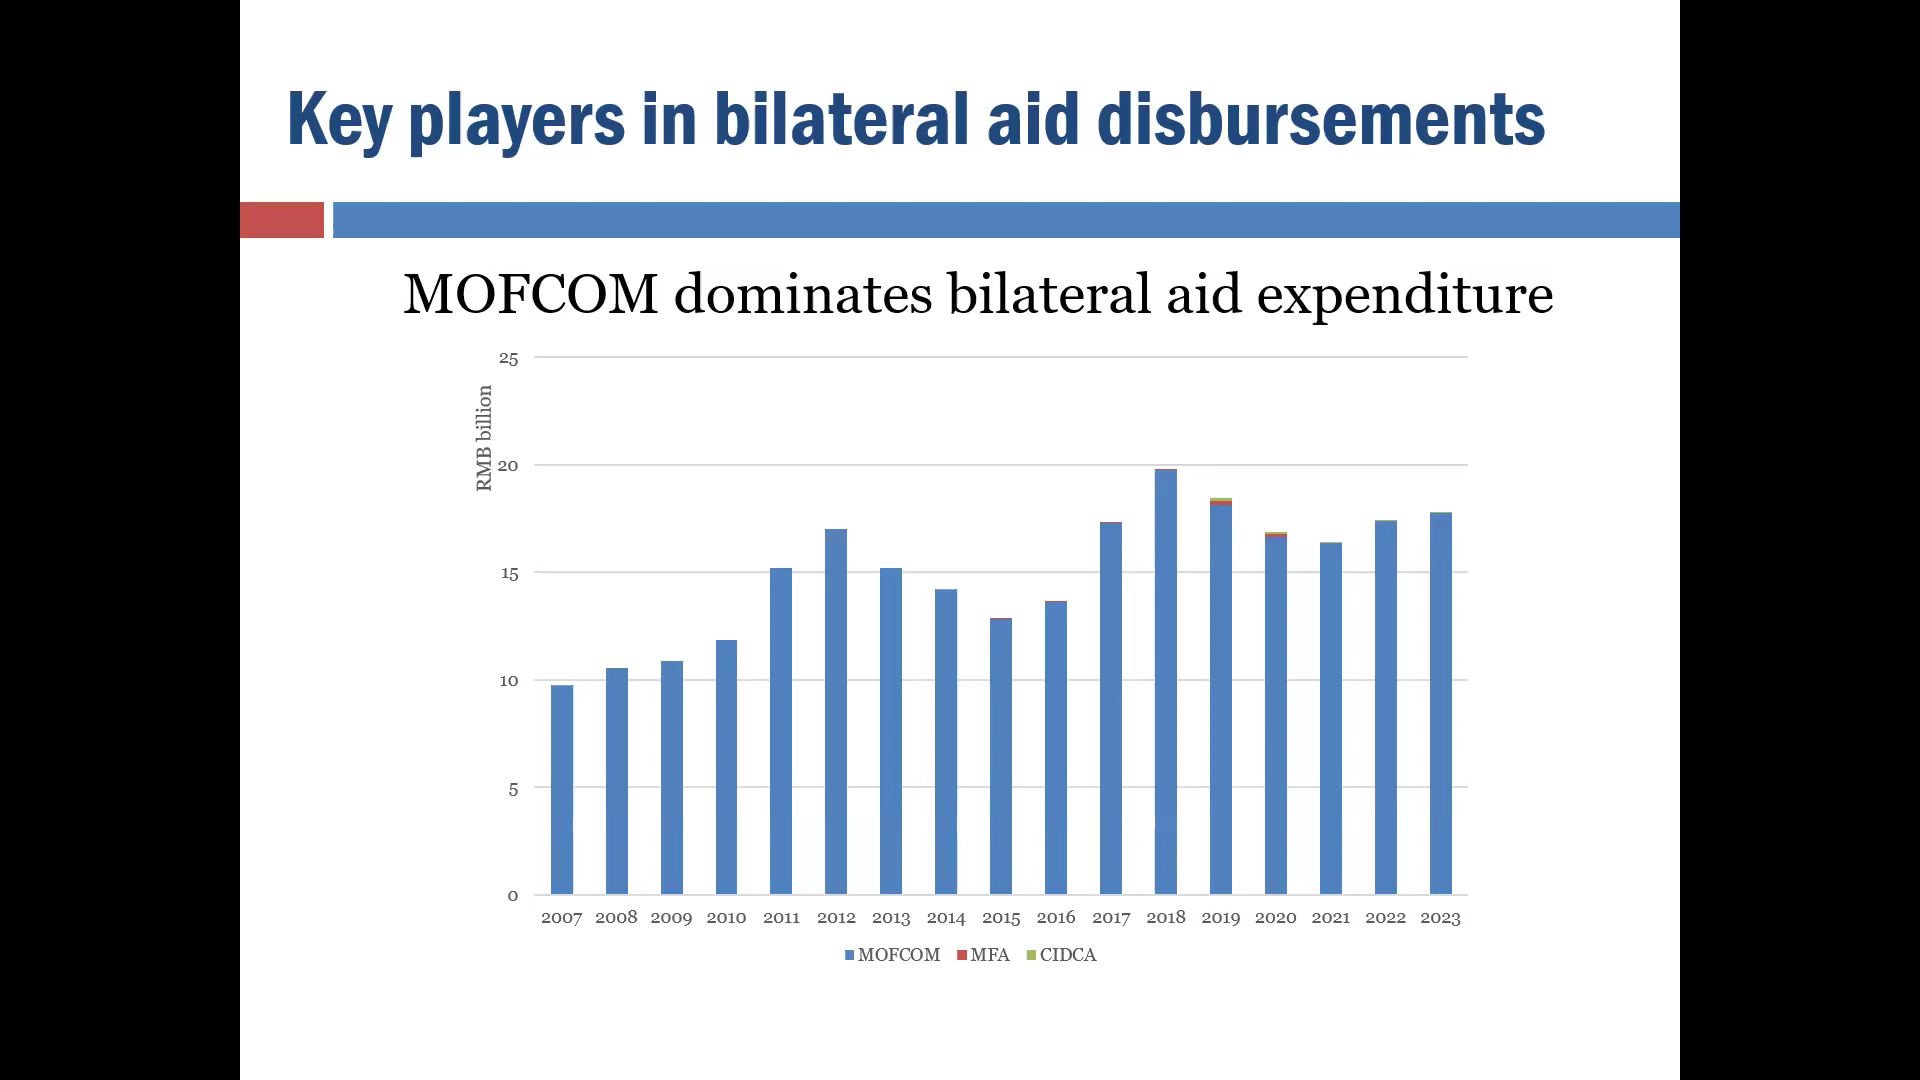 Key players in bilateral aid disbursements
MOFCOM dominates bilateral aid expenditure
RMB billion
25
20
15
10
5
0
2007 2008 2009 2010 2011 2012 2013 2014 2015 2016 2017 2018 2019 2020 2021 2022 2023
MOFCOM MFA CIDCA